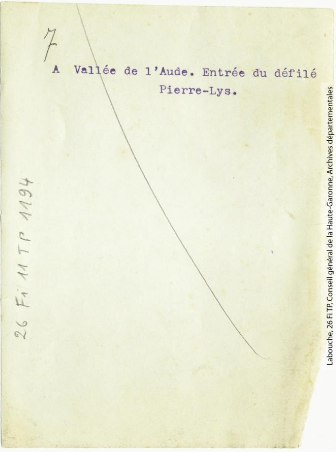 7
A Vallée de l'Aude. Entrée du défilé
Pierre-Lys.
26 Fi 11 TP 1194
Labouche, 26 Fi TP, Conseil général de la Haute-Garonne, Archives départementales